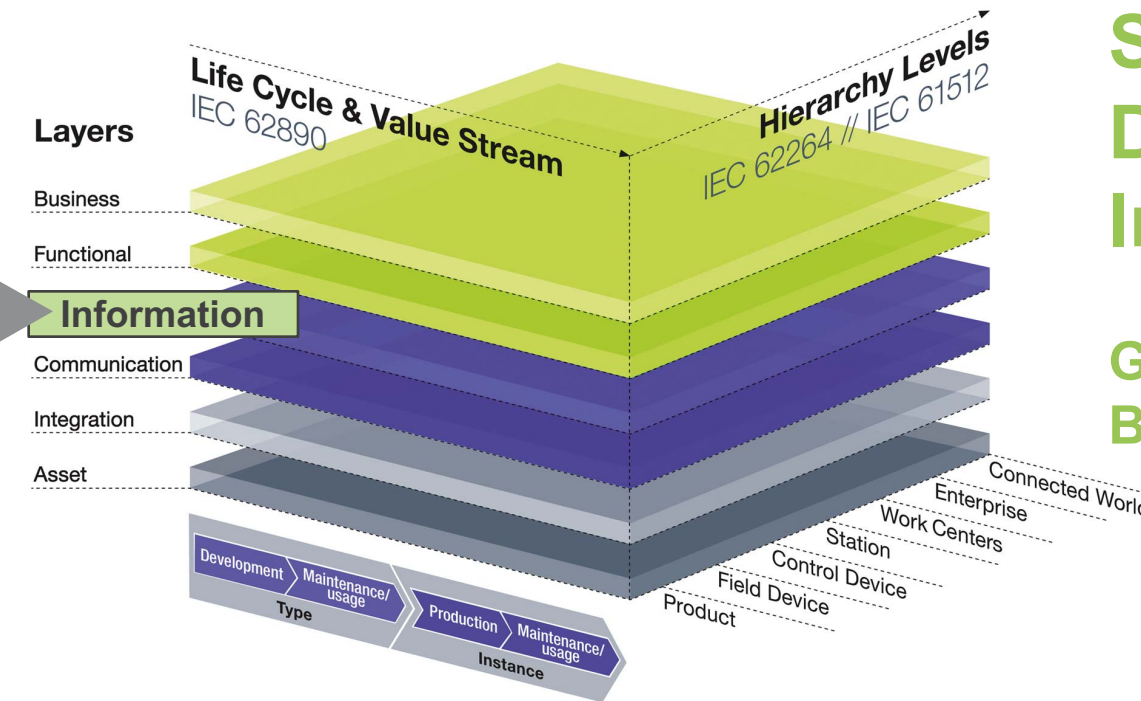 Life Cycle & Value Stream
IEC 62890
Hierarchy Levels
IEC 62264 // IEC 61512
Layers
Business
Functional
Information
Communication
Integration
Asset
Development
Maintenance/
usage
Type
Production
Maintenance/
usage
Instance
Connected World
Enterprise
Work Centers
Station
Control Device
Field Device
Product